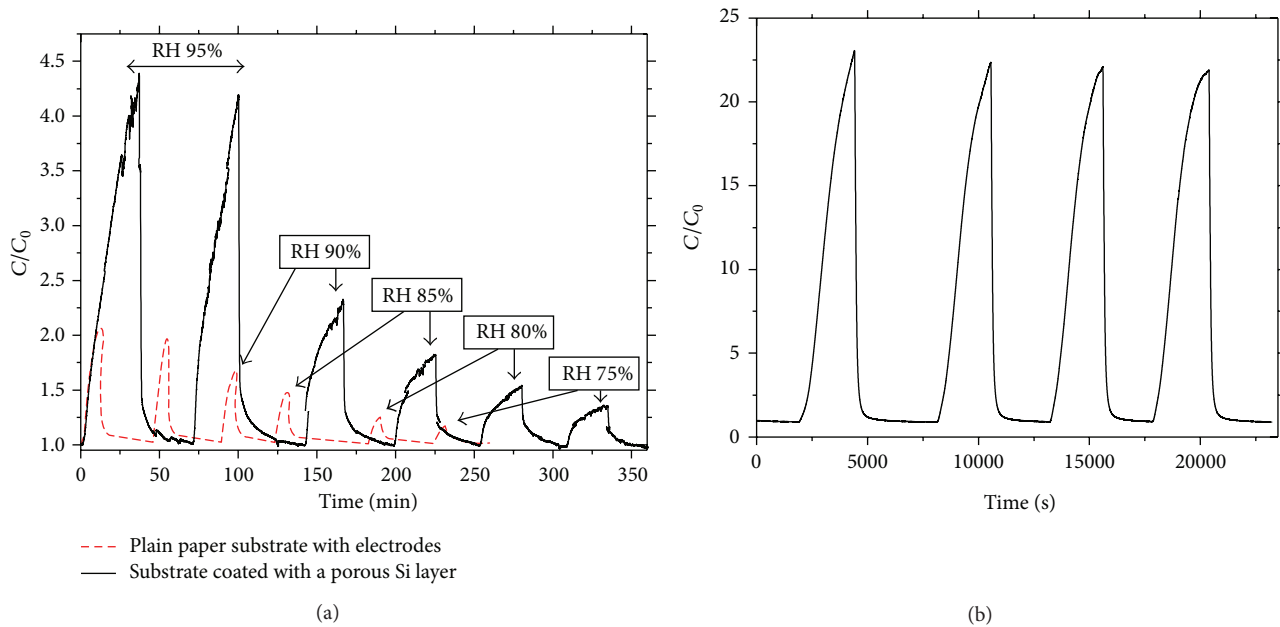 4.5
4.0
3.5
3.0
2.5
2.0
1.5
1.0
C/C0
RH 95%
RH 90%
RH 85%
RH 80%
RH 75%
0 50 100 150 200 250 300 350
Time (min)
Plain paper substrate with electrodes
Substrate coated with a porous Si layer
(a)
25
20
15
10
5
0
C/C0
0 5000 10000 15000 20000
Time (s)
(b)